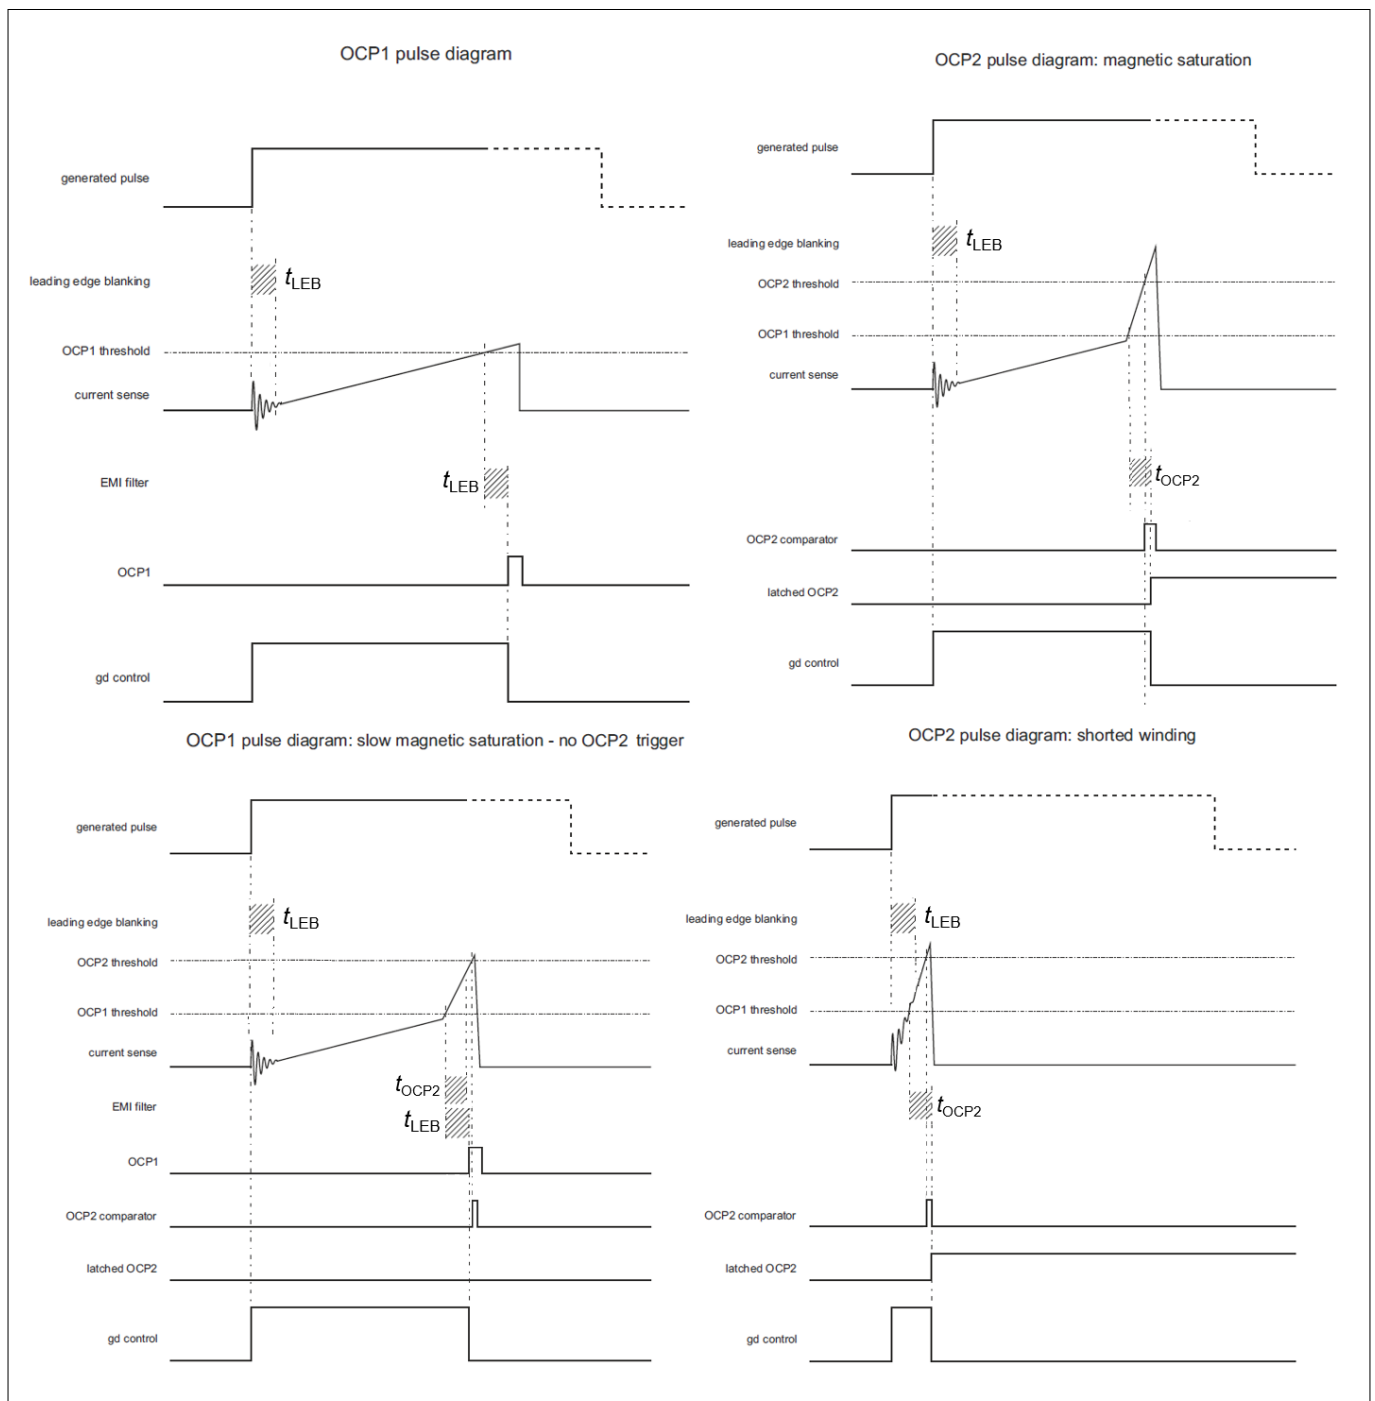 OCP1 pulse diagram
generated pulse
leading edge blanking
tLEB
OCP1 threshold
current sense
EMI filter
tLEB
OCP1
gd control
OCP2 pulse diagram: magnetic saturation
generated pulse
leading edge blanking
tLEB
OCP2 threshold
OCP1 threshold
current sense
tOCP2
OCP2 comparator
latched OCP2
gd control
OCP1 pulse diagram: slow magnetic saturation - no OCP2 trigger
generated pulse
leading edge blanking
tLEB
OCP2 threshold
OCP1 threshold
current sense
tOCP2
EMI filter
tLEB
OCP1
OCP2 comparator
latched OCP2
gd control
OCP2 pulse diagram: shorted winding
generated pulse
leading edge blanking
tLEB
OCP2 threshold
OCP1 threshold
current sense
tOCP2
OCP2 comparator
latched OCP2
gd control